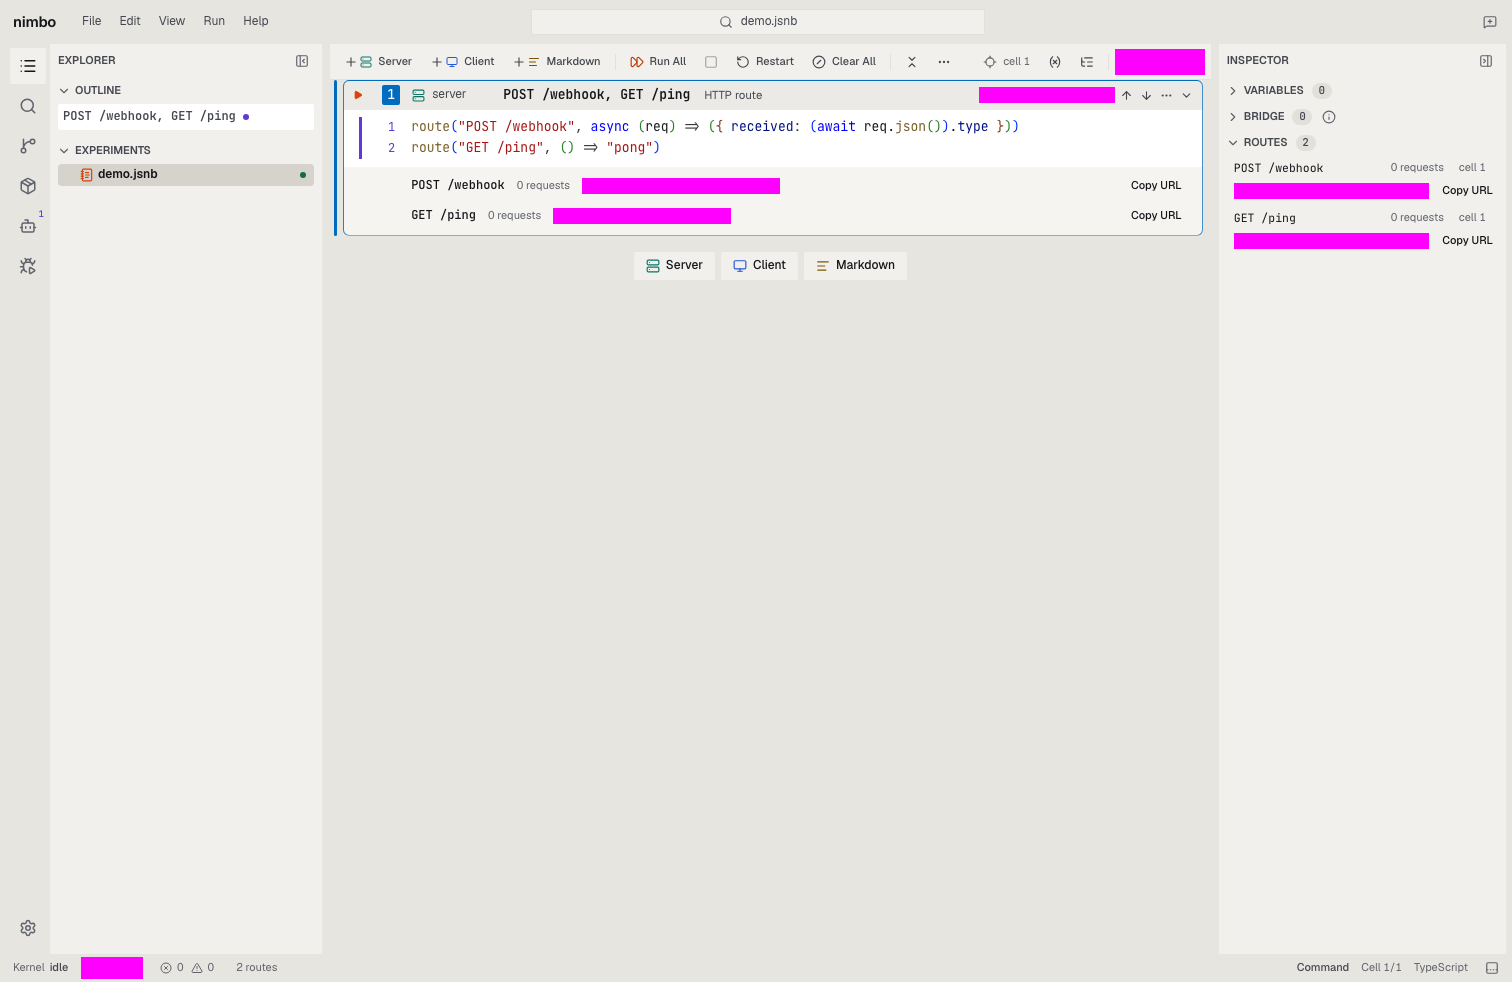 nimbo File Edit View Run Help demo.jsnb
EXPLORER
OUTLINE
POST /webhook, GET /ping
EXPERIMENTS
demo.jsnb
1
Server Client Markdown Run All Restart Clear All cell 1
1 server POST /webhook, GET /ping HTTP route
1 route("POST /webhook", async (req) => ({ received: (await req.json()).type }))
2 route("GET /ping", () => "pong")
POST /webhook 0 requests Copy URL
GET /ping 0 requests Copy URL
Server Client Markdown
INSPECTOR
VARIABLES 0
BRIDGE 0
ROUTES 2
POST /webhook 0 requests cell 1
Copy URL
GET /ping 0 requests cell 1
Copy URL
Kernel idle 0 0 2 routes Command Cell 1/1 TypeScript